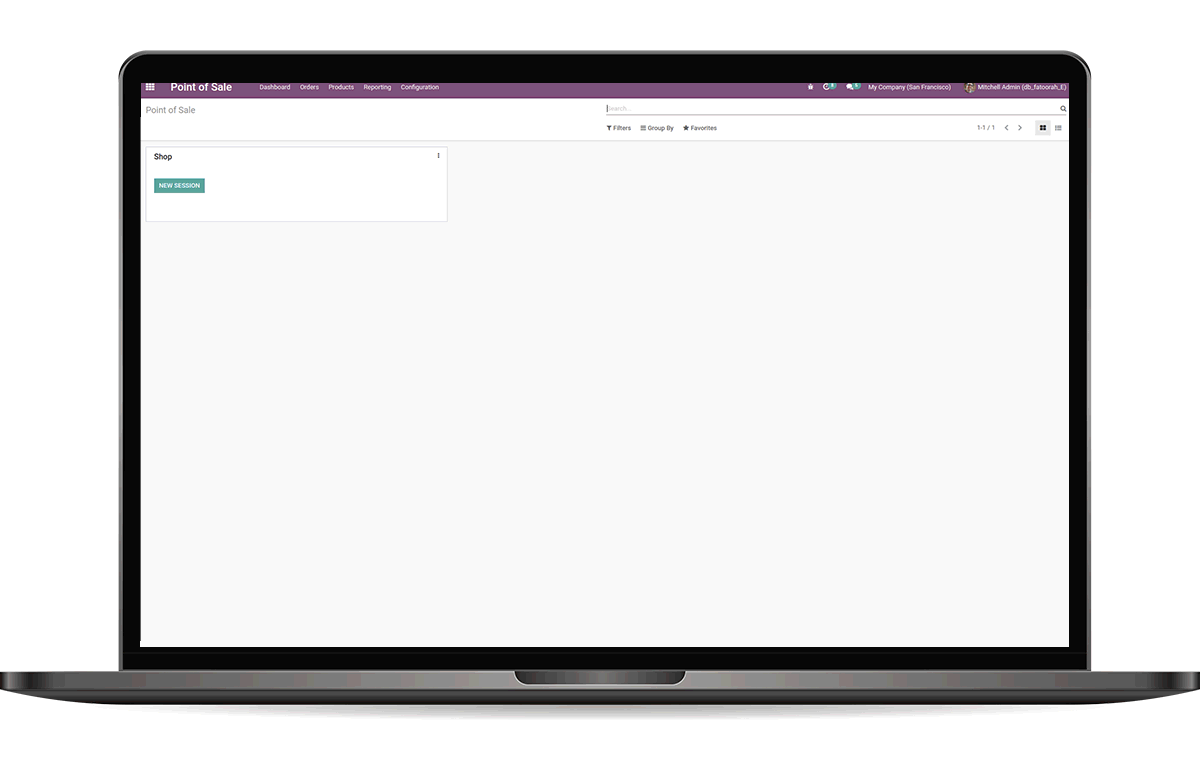 Point of Sale Dashboard Orders Products Reporting Configuration My Company (San Francisco) Mitchell Admin (db_fatoorah_E)
Point of Sale Search...
Filters Group By Favorites 1-1 / 1
Shop
NEW SESSION